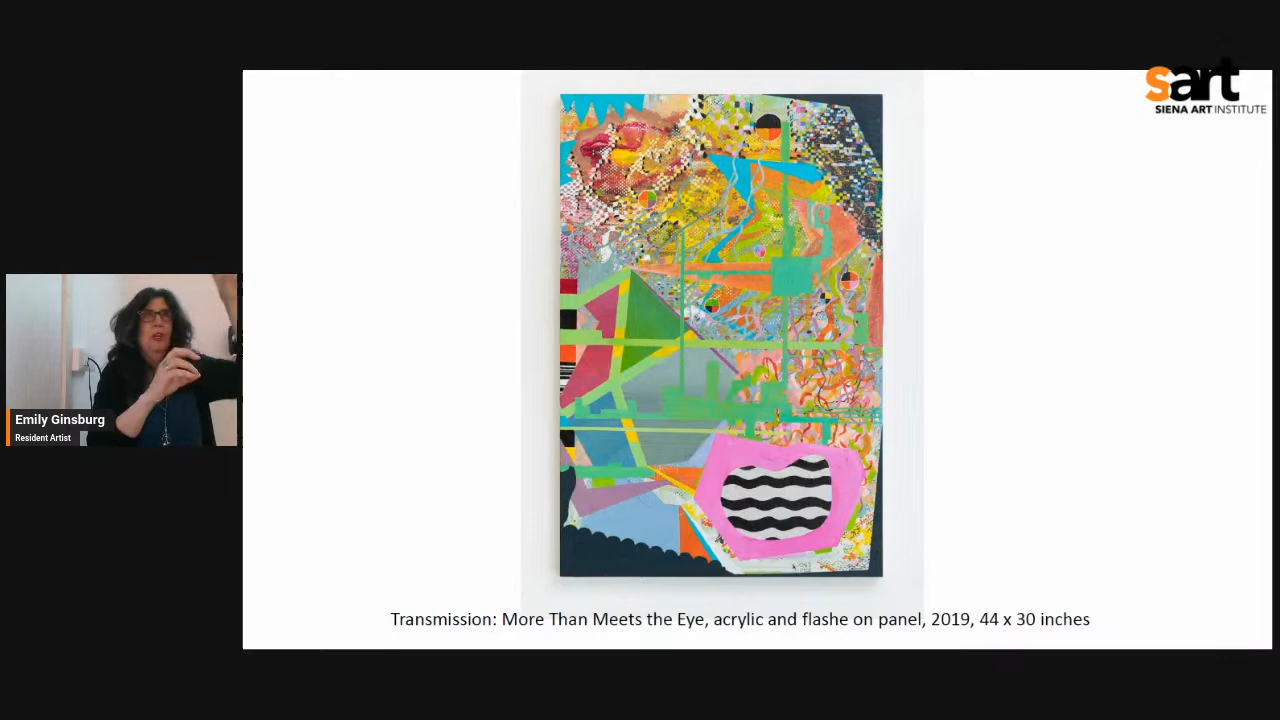 sart
SIENA ART INSTITUTE
Emily Ginsburg
Resident Artist
Transmission: More Than Meets the Eye, acrylic and flashe on panel, 2019, 44 x 30 inches